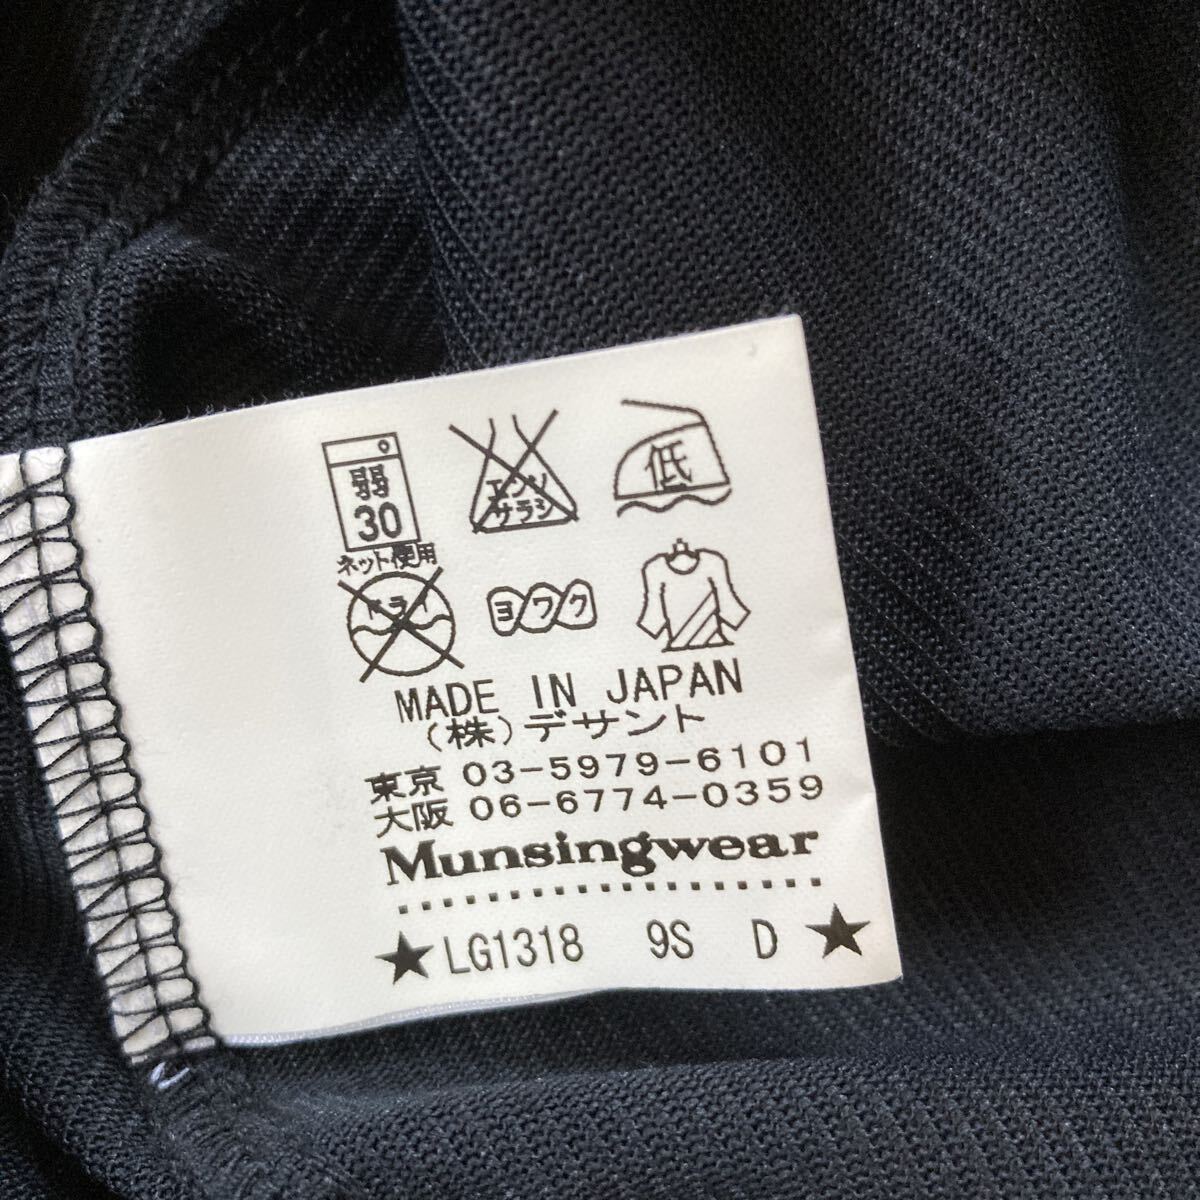 弱
30
ネット使用
エンソ
サラシ
低
ドライ
ヨワク
MADE IN JAPAN
(株)デサント
東京 03-5979-6101
大阪 06-6774-0359
Munsingwear
★LG1318 9S D ★